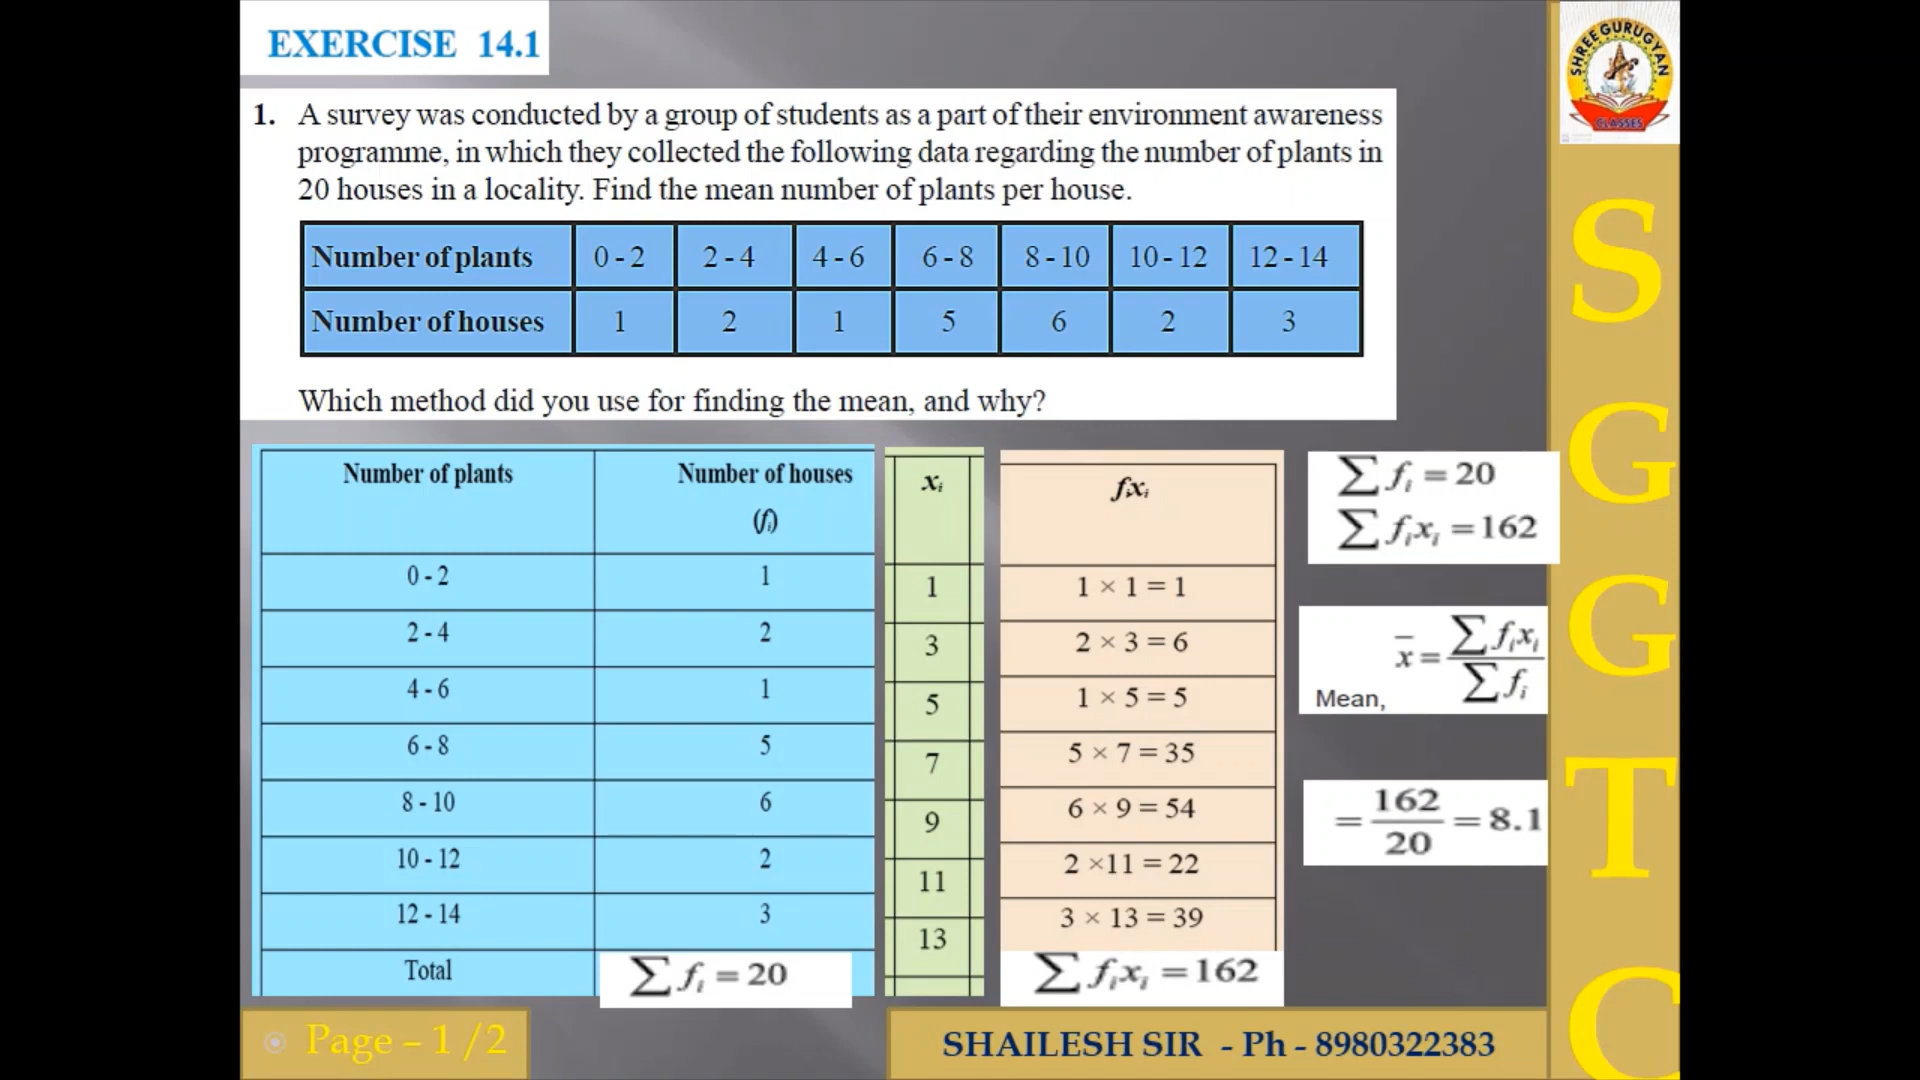 EXERCISE 14.1
1. A survey was conducted by a group of students as a part of their environment awareness
programme, in which they collected the following data regarding the number of plants in
20 houses in a locality. Find the mean number of plants per house.
Number of plants 0 - 2 2 - 4 4 - 6 6 - 8 8 - 10 10 - 12 12 - 14
Number of houses 1 2 1 5 6 2 3
Which method did you use for finding the mean, and why?
Number of plants Number of houses xᵢ fᵢxᵢ
(fᵢ)
0 - 2 1 1 1 × 1 = 1
2 - 4 2 3 2 × 3 = 6
4 - 6 1 5 1 × 5 = 5
6 - 8 5 7 5 × 7 = 35
8 - 10 6 9 6 × 9 = 54
10 - 12 2 11 2 ×11 = 22
12 - 14 3 13 3 × 13 = 39
Total ∑ fᵢ = 20 ∑ fᵢxᵢ = 162
∑ fᵢ = 20
∑ fᵢxᵢ = 162
Mean, x̄ = ∑ fᵢxᵢ / ∑ fᵢ
= 162 / 20 = 8.1
SHREE GURUGYAN
CLASSES
S
G
G
T
C
Page – 1 /2
SHAILESH SIR - Ph - 8980322383